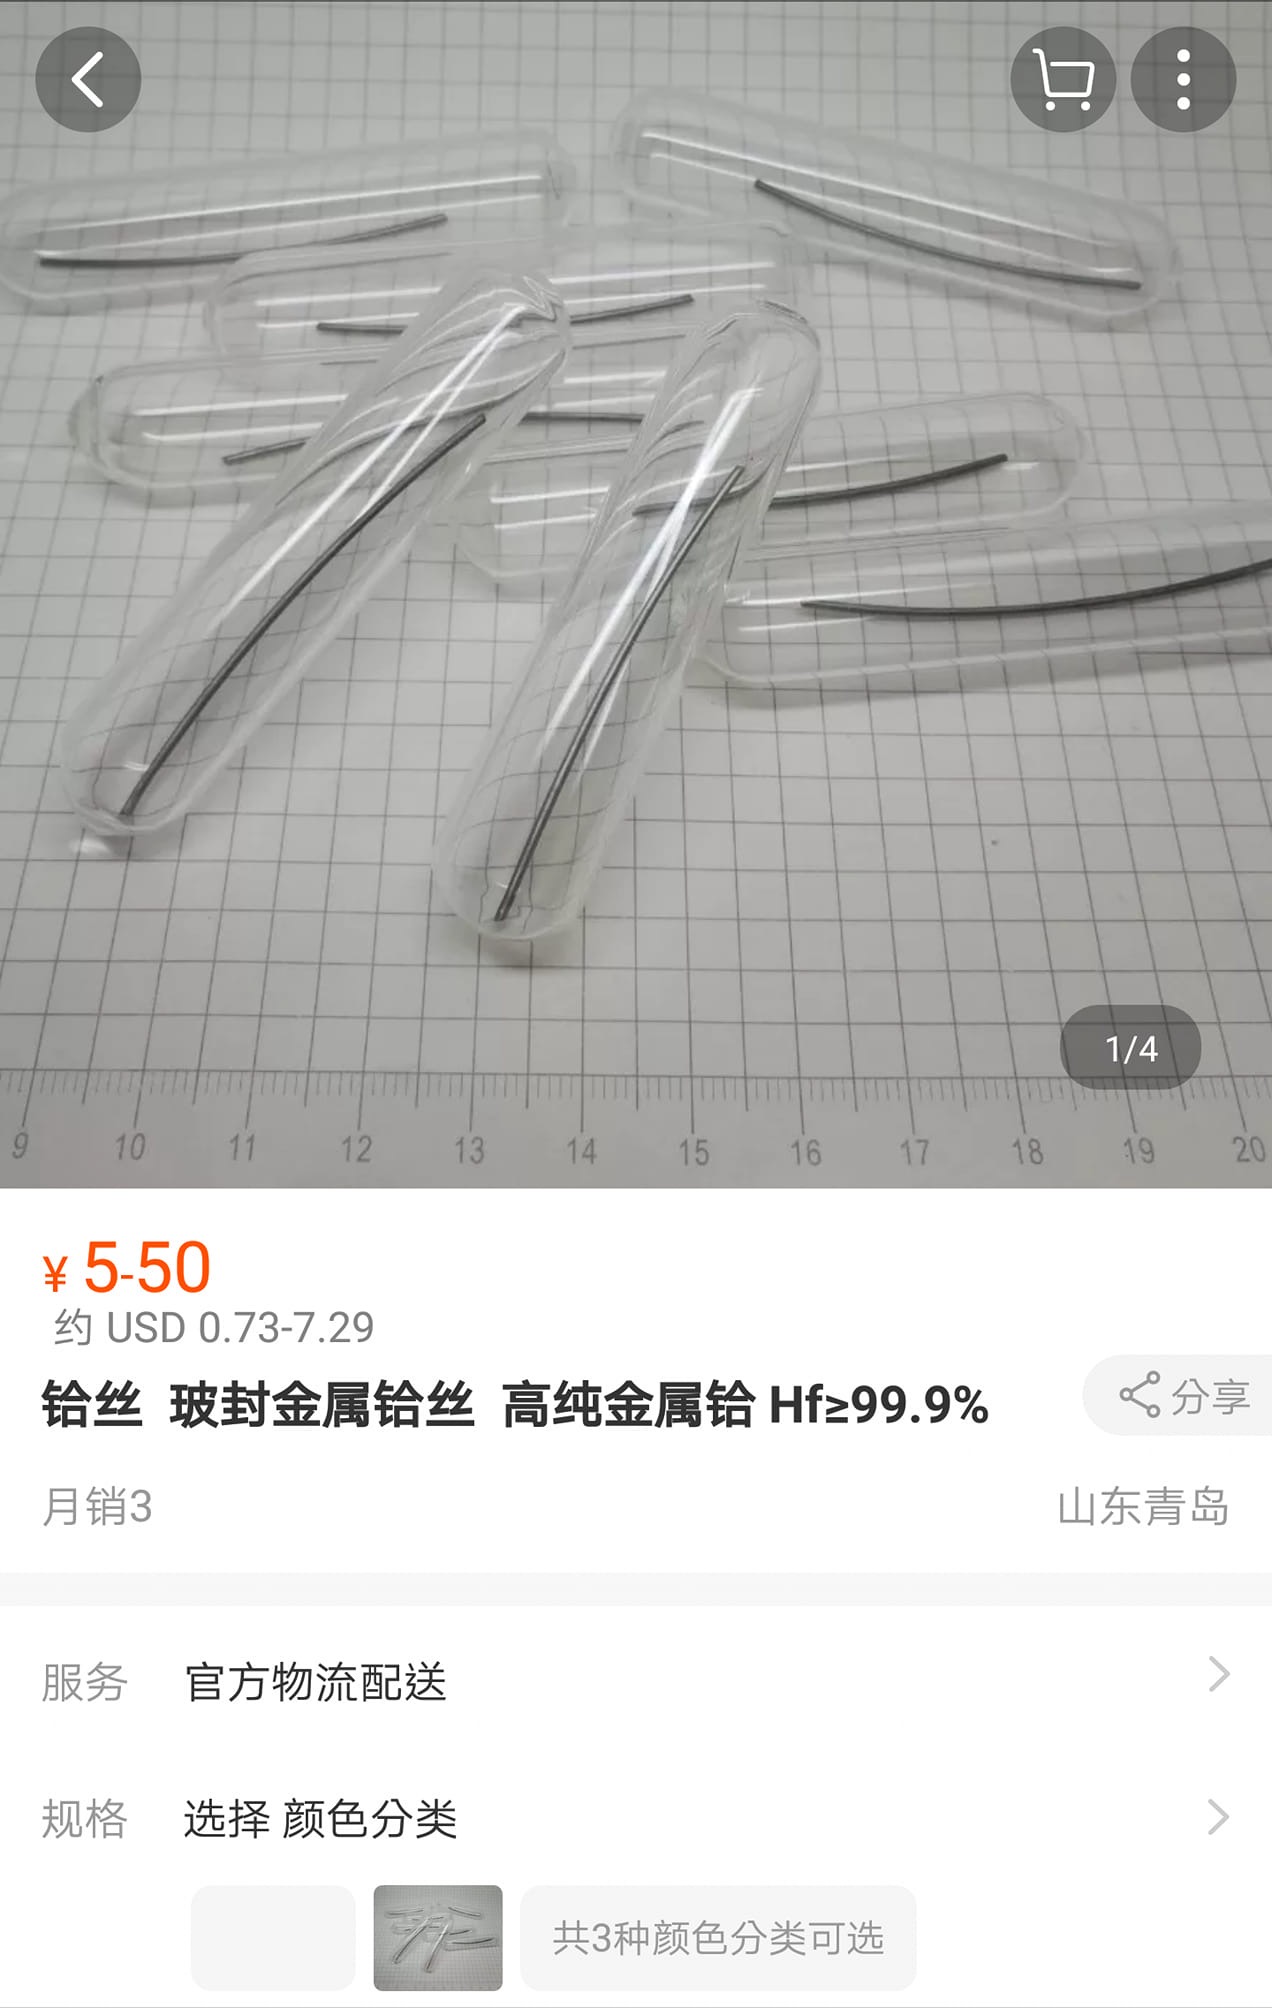 1/4
9 10 11 12 13 14 15 16 17 18 19 20
¥ 5-50
约 USD 0.73-7.29
铪丝 玻封金属铪丝 高纯金属铪 Hf≥99.9%
分享
月销3
山东青岛
服务 官方物流配送
规格 选择 颜色分类
共3种颜色分类可选